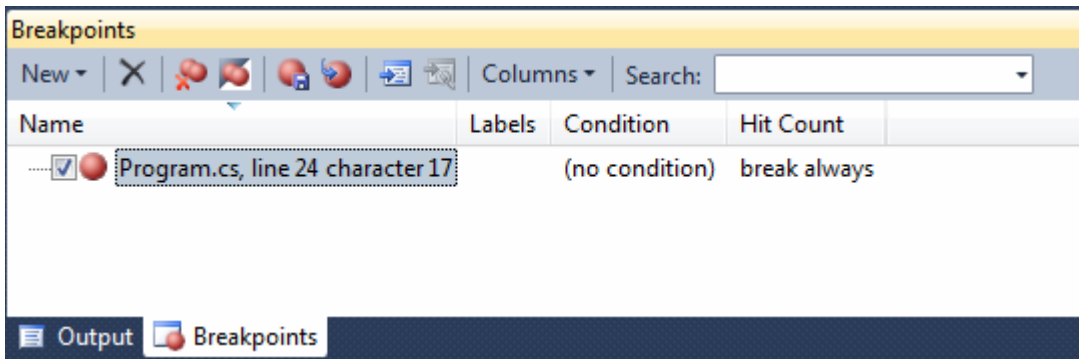 Breakpoints
New Columns Search:
Name Labels Condition Hit Count
Program.cs, line 24 character 17 (no condition) break always
Output Breakpoints